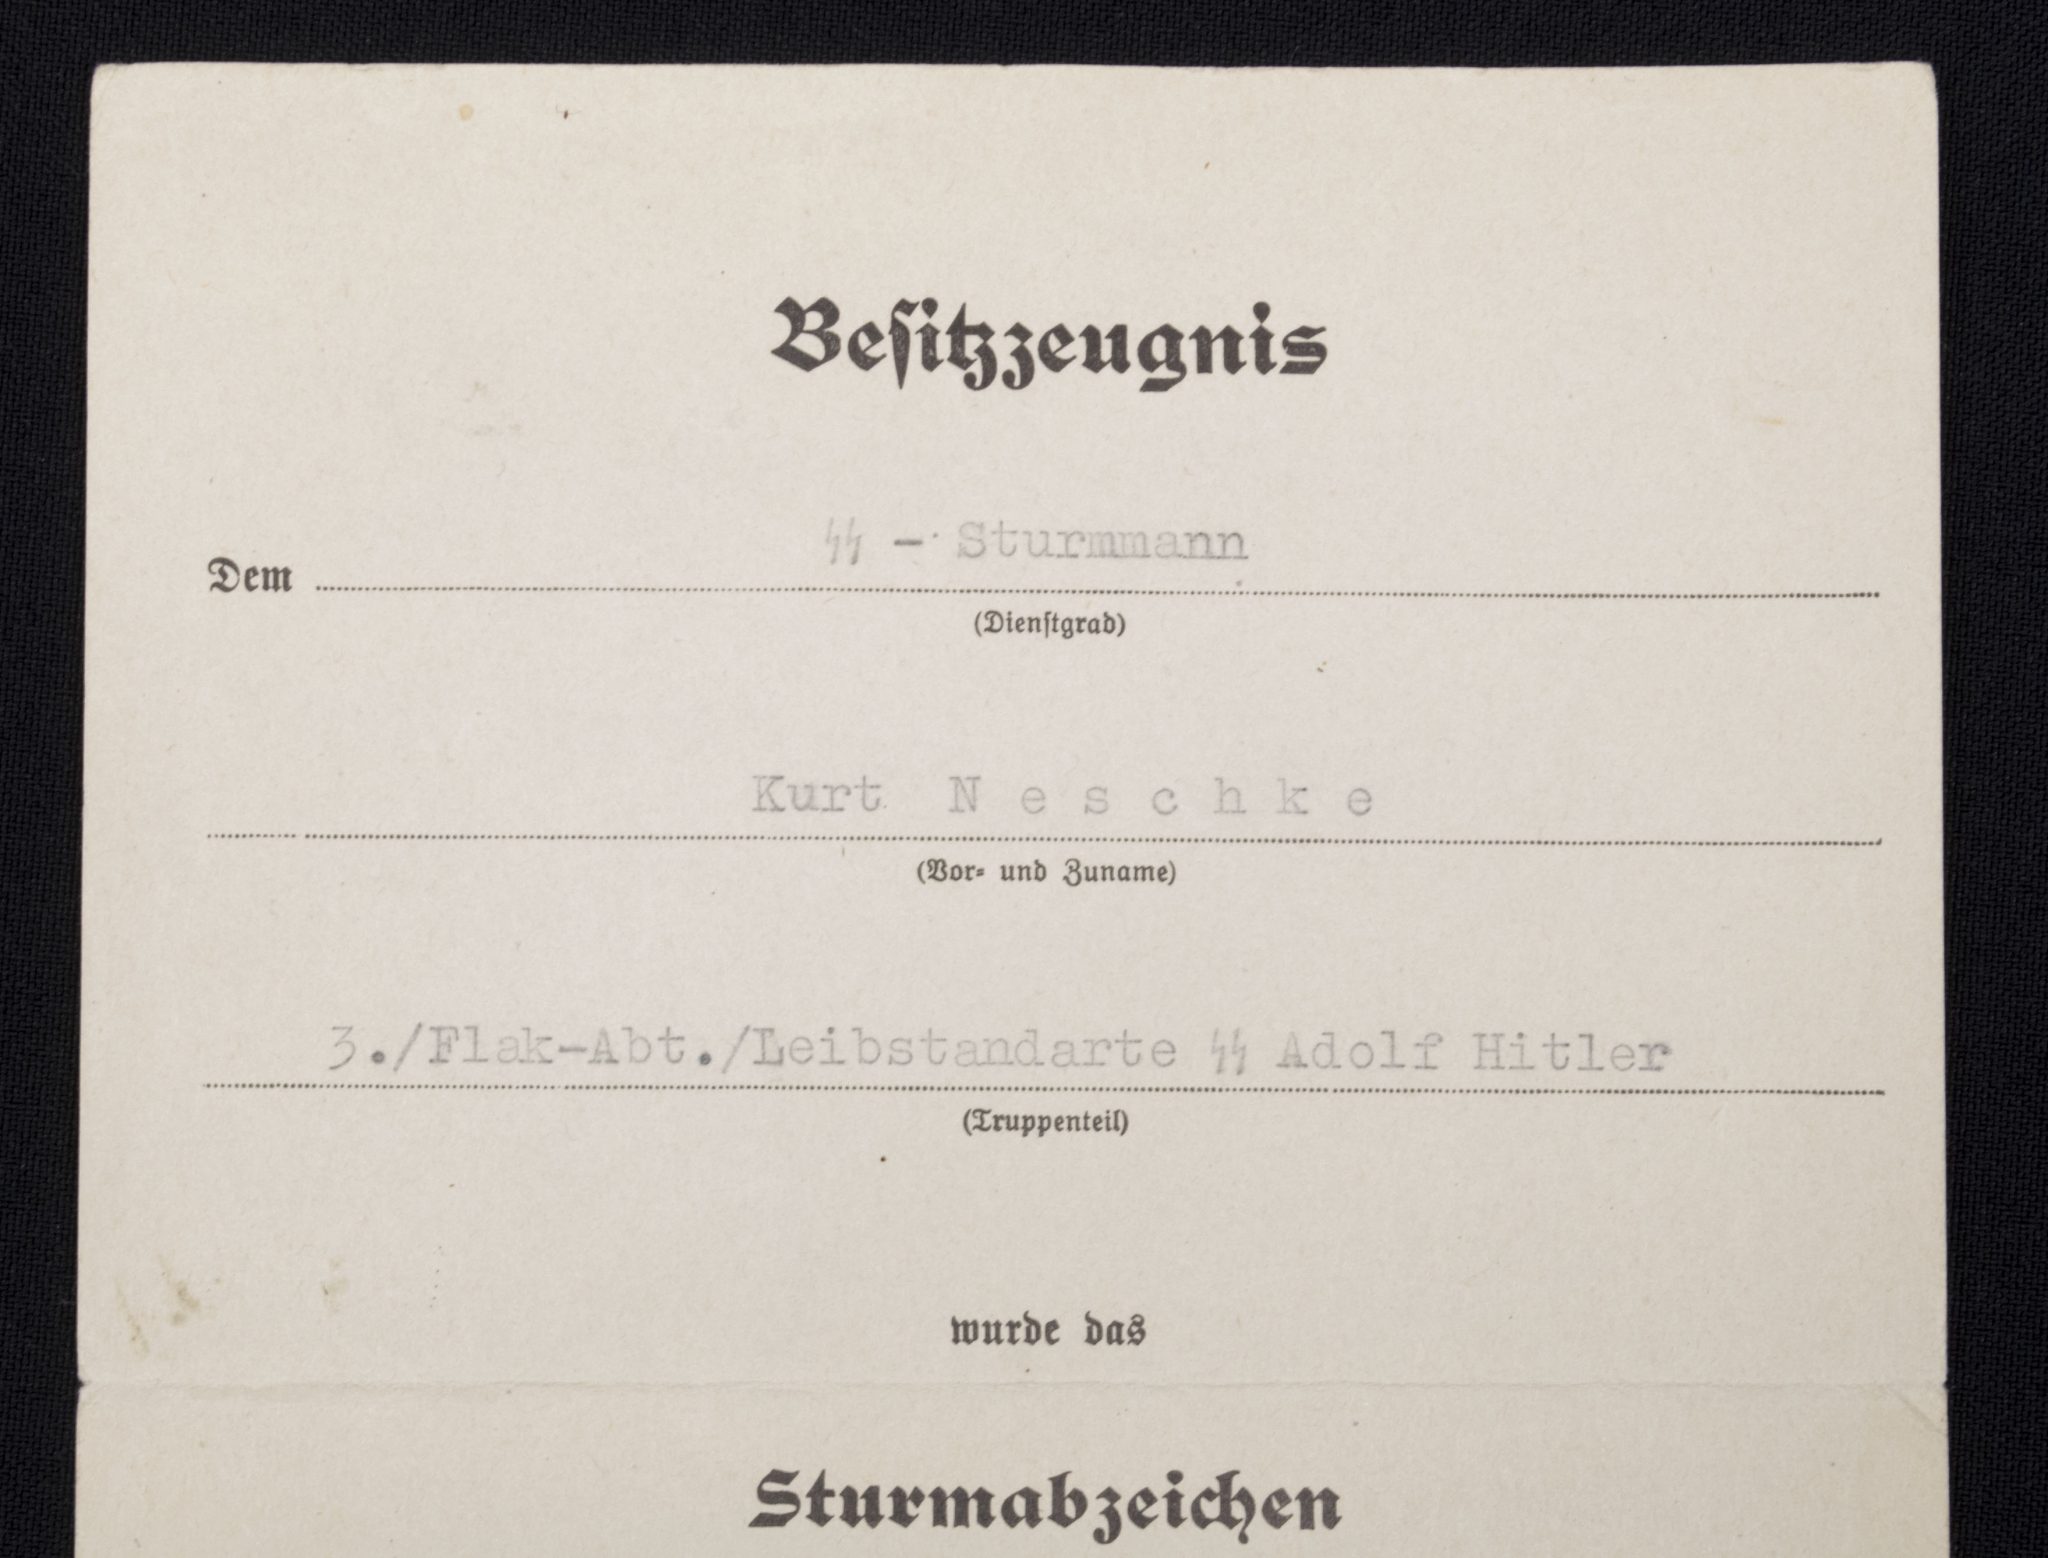 Besitzzeugnis
Dem ᛋᛋ - Sturmmann
(Dienstgrad)
Kurt N e s c h k e
(Vor- und Zuname)
3./Flak-Abt./Leibstandarte ᛋᛋ Adolf Hitler
(Truppenteil)
wurde das
Sturmabzeichen